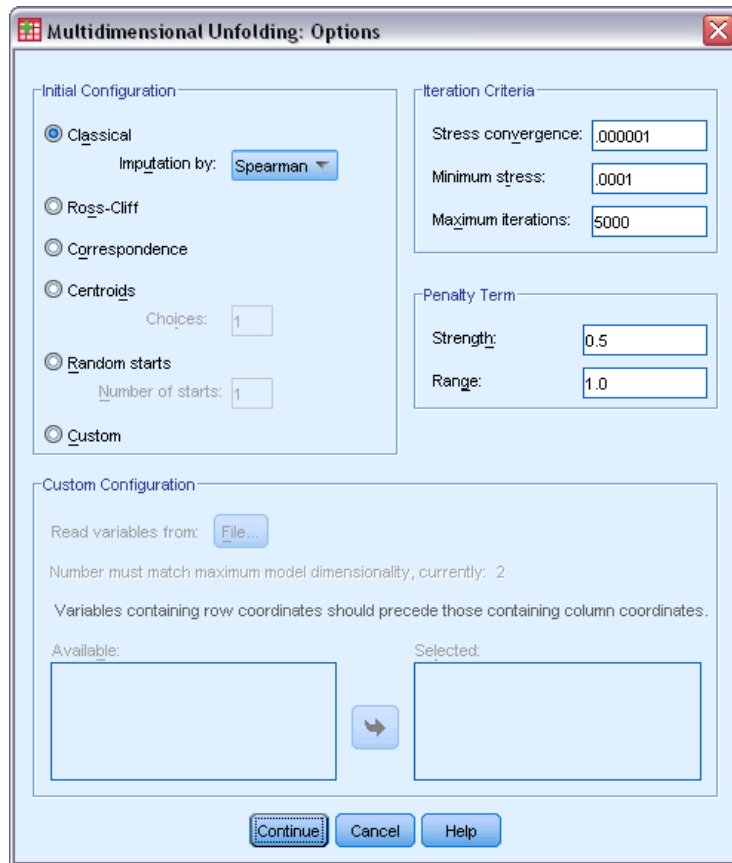 Multidimensional Unfolding: Options
Initial Configuration
Classical
Imputation by: Spearman
Ross-Cliff
Correspondence
Centroids
Choices: 1
Random starts
Number of starts: 1
Custom
Iteration Criteria
Stress convergence: .000001
Minimum stress: .0001
Maximum iterations: 5000
Penalty Term
Strength: 0.5
Range: 1.0
Custom Configuration
Read variables from: File...
Number must match maximum model dimensionality, currently: 2
Variables containing row coordinates should precede those containing column coordinates.
Available: Selected:
Continue Cancel Help